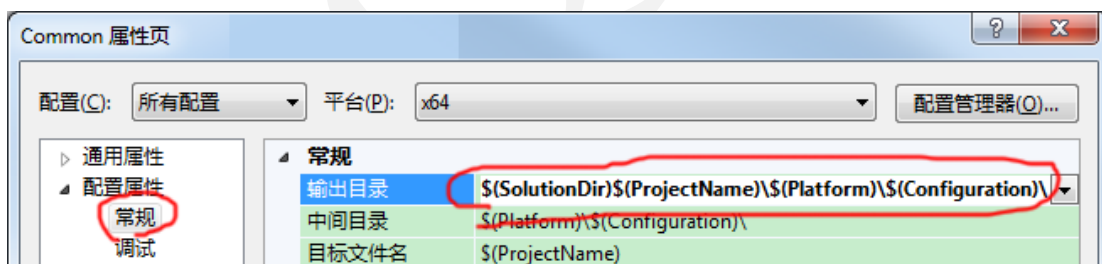 Common 属性页
配置(C): 所有配置 平台(P): x64 配置管理器(O)...
通用属性
配置属性
常规
调试
常规
输出目录 $(SolutionDir)$(ProjectName)\$(Platform)\$(Configuration)\
中间目录 $(Platform)\$(Configuration)\
目标文件名 $(ProjectName)